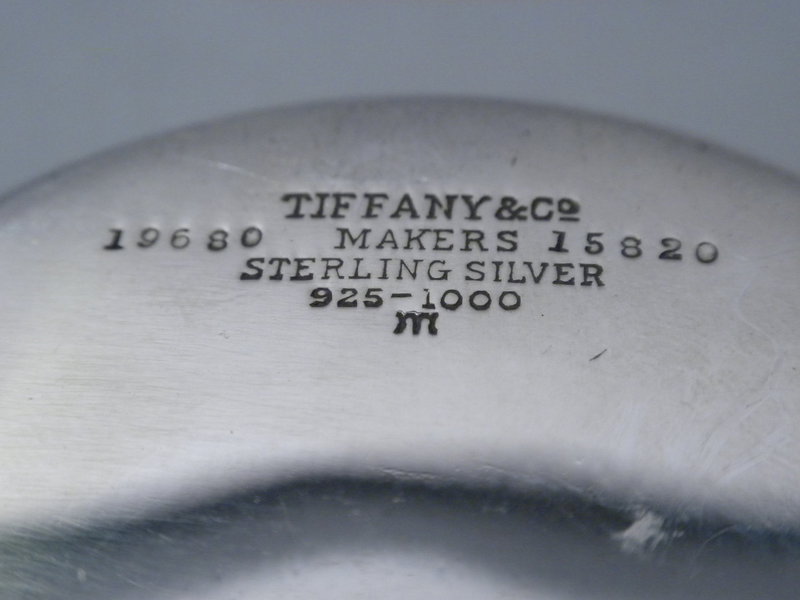 TIFFANY & Cº
19680 MAKERS 15820
STERLING SILVER
925-1000
m